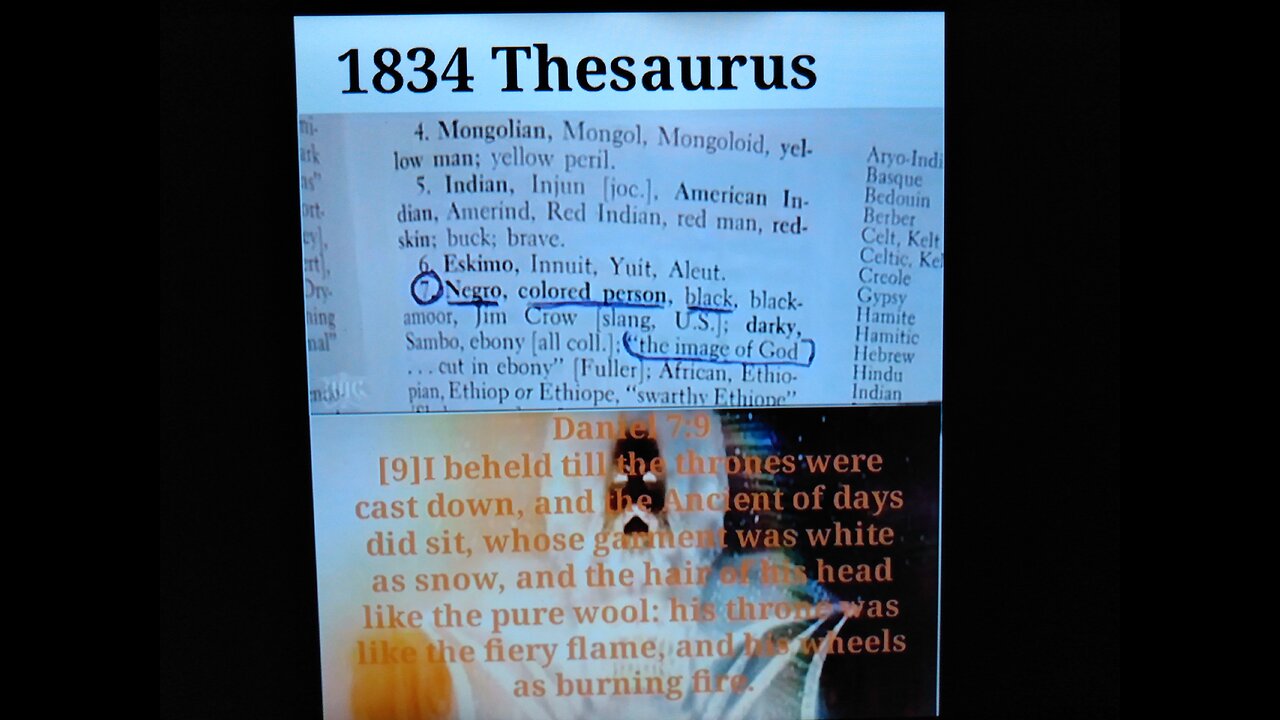 1834 Thesaurus
4. Mongolian, Mongol, Mongoloid, yel-
low man; yellow peril.
5. Indian, Injun [joc.], American In-
dian, Amerind, Red Indian, red man, red-
skin; buck; brave.
6. Eskimo, Innuit, Yuit, Aleut.
7. Negro, colored person, black, black-
amoor, Jim Crow [slang, U.S.]; darky,
Sambo, ebony [all coll.]; "the image of God
. . . cut in ebony" [Fuller]; African, Ethio-
pian, Ethiop or Ethiope, "swarthy Ethiope"
Aryo-Indi
Basque
Bedouin
Berber
Celt, Kelt
Celtic, Ke
Creole
Gypsy
Hamite
Hamitic
Hebrew
Hindu
Indian
Daniel 7:9
[9]I beheld till the thrones were
cast down, and the Ancient of days
did sit, whose garment was white
as snow, and the hair of his head
like the pure wool: his throne was
like the fiery flame, and his wheels
as burning fire.